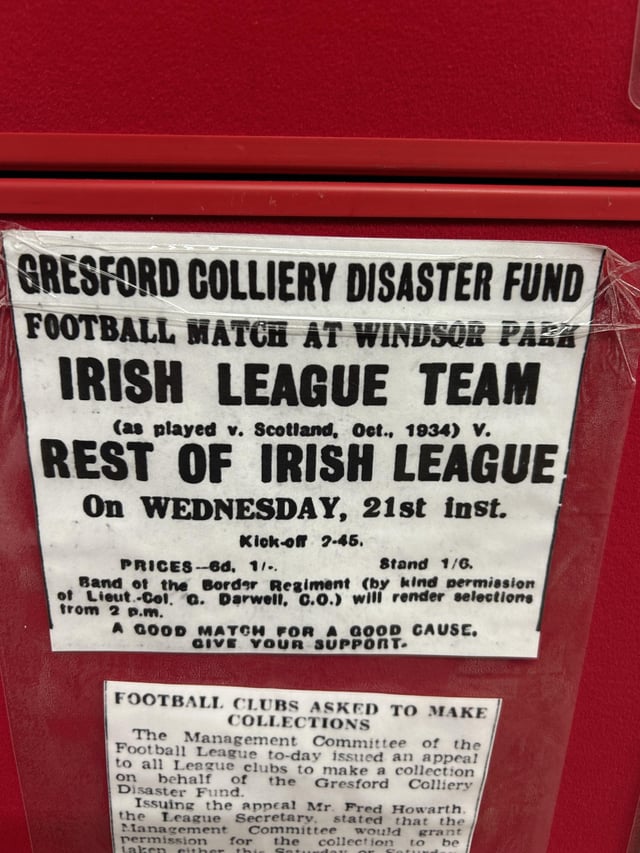 GRESFORD COLLIERY DISASTER FUND
FOOTBALL MATCH AT WINDSOR PARK
IRISH LEAGUE TEAM
(as played v. Scotland, Oct., 1934) V.
REST OF IRISH LEAGUE
On WEDNESDAY, 21st inst.
Kick-off 2-45.
PRICES—6d, 1/-. Stand 1/6.
Band of the Border Regiment (by kind permission
of Lieut.-Col. G. Darwell, C.O.) will render selections
from 2 p.m.
A GOOD MATCH FOR A GOOD CAUSE.
GIVE YOUR SUPPORT.
FOOTBALL CLUBS ASKED TO MAKE
COLLECTIONS
The Management Committee of the
Football League to-day issued an appeal
to all League clubs to make a collection
on behalf of the Gresford Colliery
Disaster Fund.
Issuing the appeal Mr. Fred Howarth,
the League Secretary, stated that the
Management Committee would grant
permission for the collection to be
taken either this Saturday or Saturday